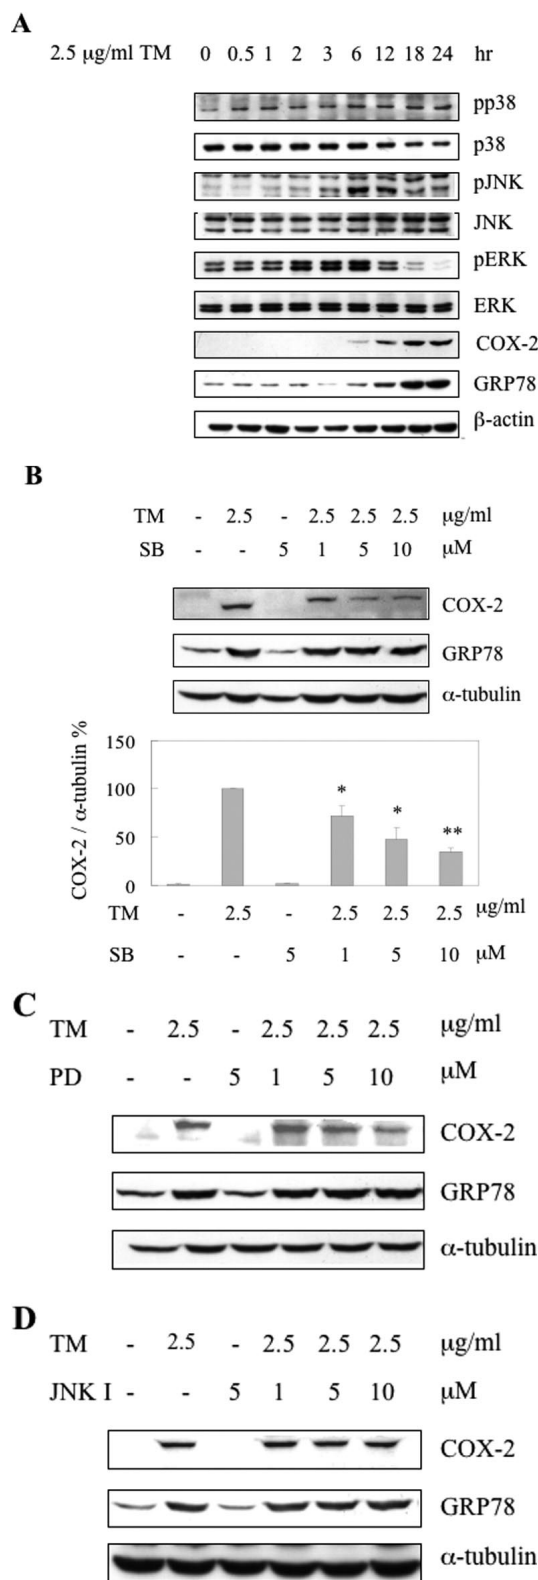 A
2.5 μg/ml TM 0 0.5 1 2 3 6 12 18 24 hr
pp38
p38
pJNK
JNK
pERK
ERK
COX-2
GRP78
β-actin
B
TM - 2.5 - 2.5 2.5 2.5 μg/ml
SB - - 5 1 5 10 μM
COX-2
GRP78
α-tubulin
COX-2 / α-tubulin %
150
100
50
0
* * **
TM - 2.5 - 2.5 2.5 2.5 μg/ml
SB - - 5 1 5 10 μM
C
TM - 2.5 - 2.5 2.5 2.5 μg/ml
PD - - 5 1 5 10 μM
COX-2
GRP78
α-tubulin
D
TM - 2.5 - 2.5 2.5 2.5 μg/ml
JNK I - - 5 1 5 10 μM
COX-2
GRP78
α-tubulin